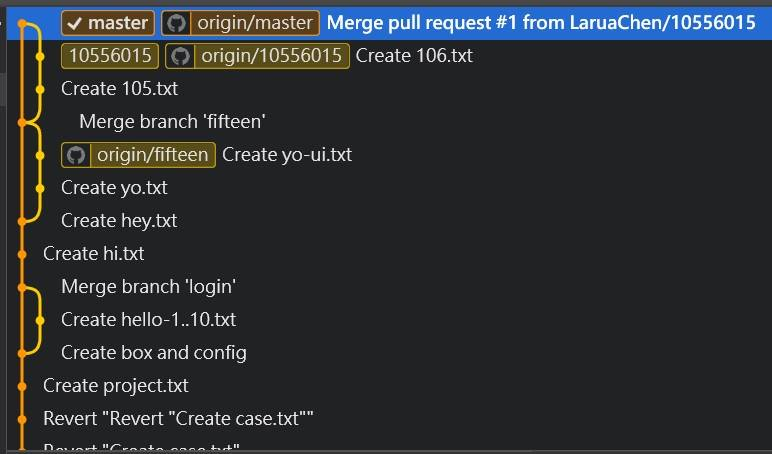 master origin/master Merge pull request #1 from LaruaChen/10556015
10556015 origin/10556015 Create 106.txt
Create 105.txt
Merge branch 'fifteen'
origin/fifteen Create yo-ui.txt
Create yo.txt
Create hey.txt
Create hi.txt
Merge branch 'login'
Create hello-1..10.txt
Create box and config
Create project.txt
Revert "Revert "Create case.txt""
Revert "Create case.txt"